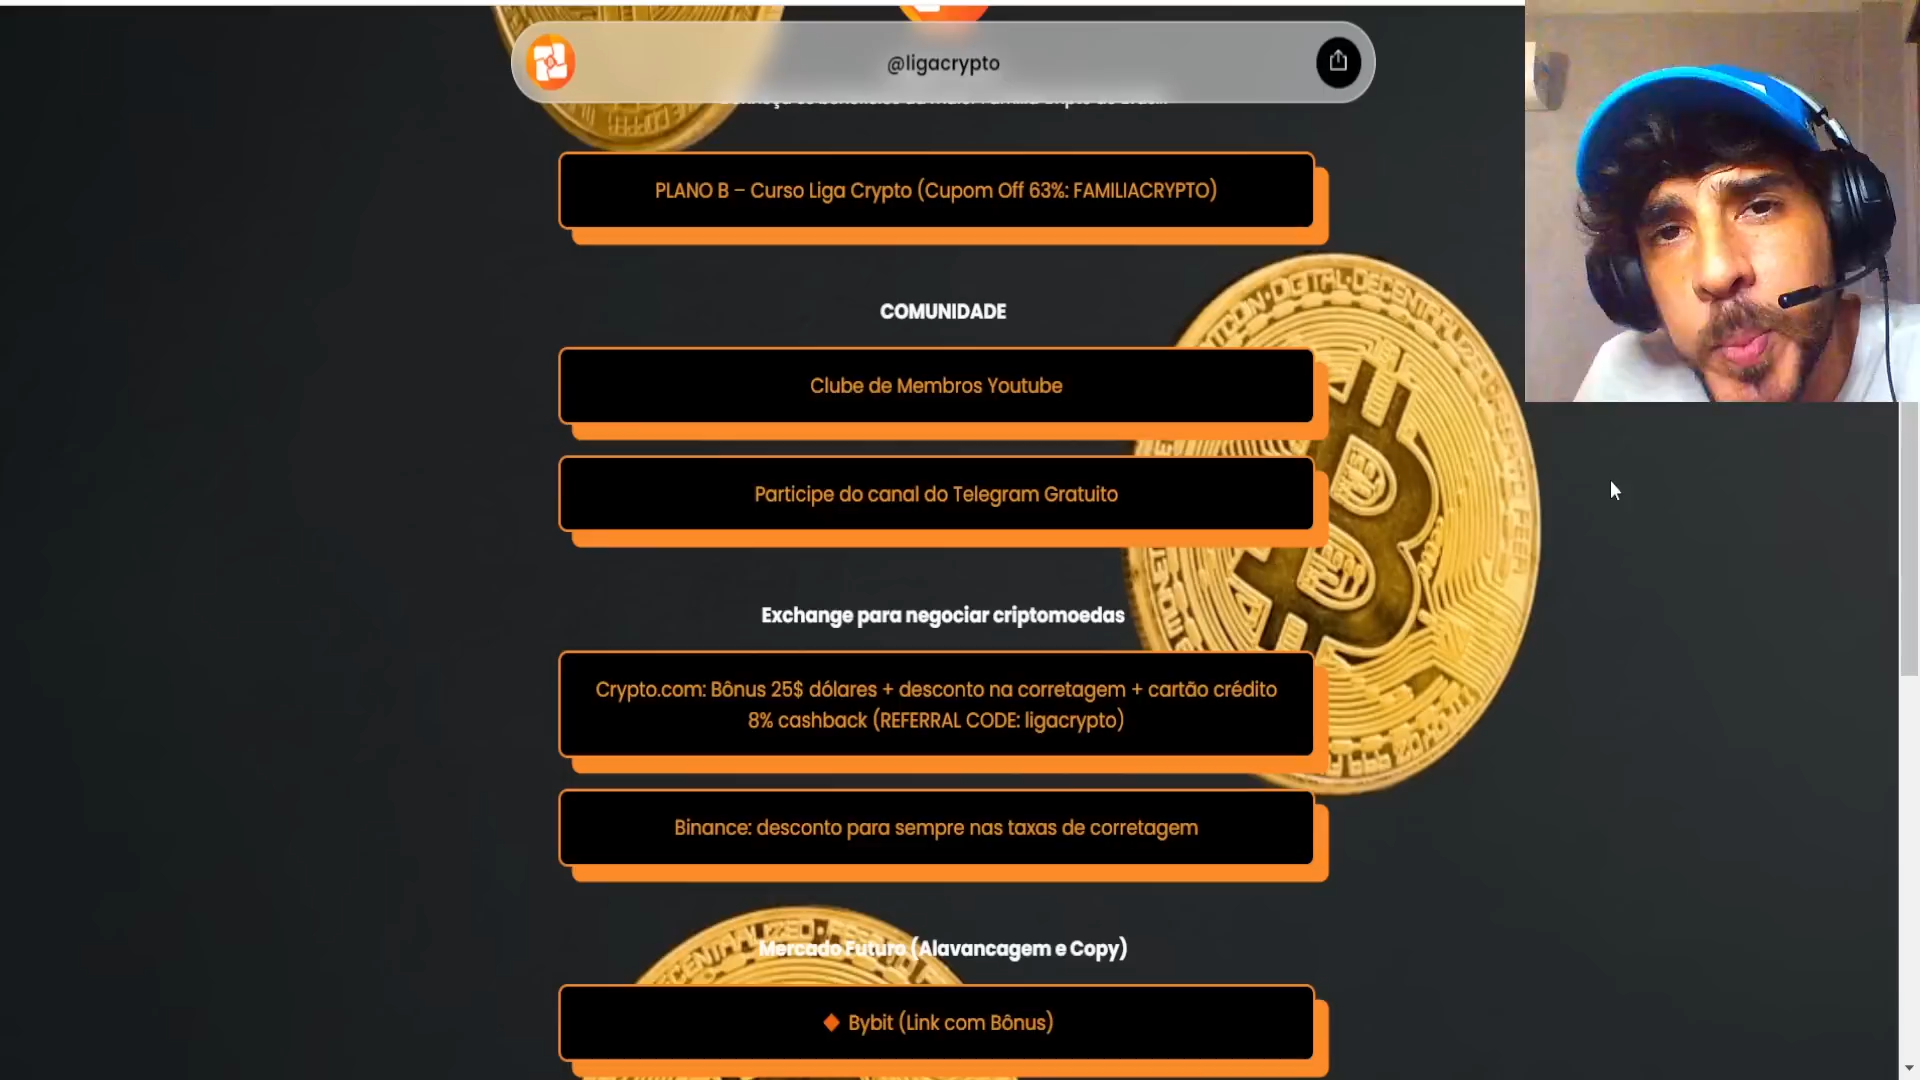 @ligacrypto
PLANO B – Curso Liga Crypto (Cupom Off 63%: FAMILIACRYPTO)
COMUNIDADE
Clube de Membros Youtube
Participe do canal do Telegram Gratuito
Exchange para negociar criptomoedas
Crypto.com: Bônus 25$ dólares + desconto na corretagem + cartão crédito
8% cashback (REFERRAL CODE: ligacrypto)
Binance: desconto para sempre nas taxas de corretagem
Mercado Futuro (Alavancagem e Copy)
Bybit (Link com Bônus)